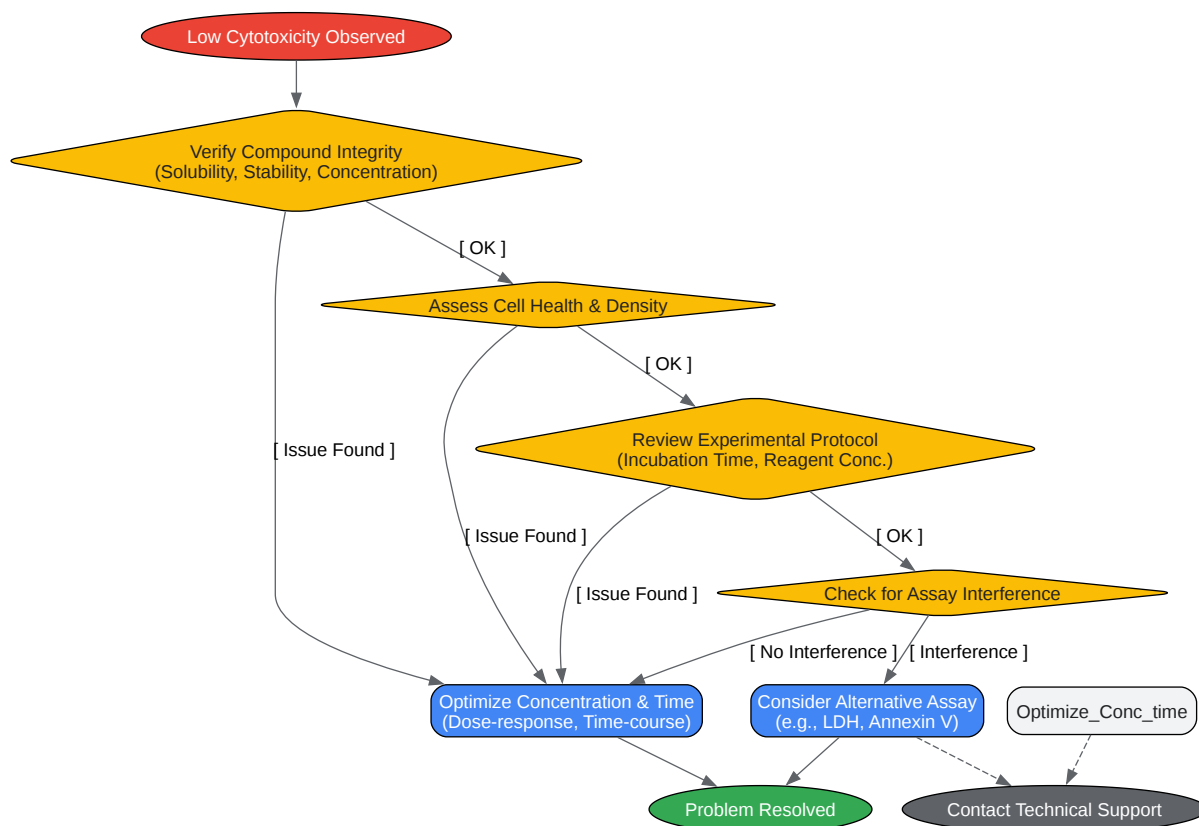 Low Cytotoxicity Observed
Verify Compound Integrity
(Solubility, Stability, Concentration)
[ OK ]
Assess Cell Health & Density
[ OK ]
Review Experimental Protocol
(Incubation Time, Reagent Conc.)
[ Issue Found ]
[ Issue Found ]
[ OK ]
[ Issue Found ]
Check for Assay Interference
[ No Interference ]
[ Interference ]
Optimize Concentration & Time
(Dose-response, Time-course)
Consider Alternative Assay
(e.g., LDH, Annexin V)
Optimize_Conc_time
Problem Resolved
Contact Technical Support